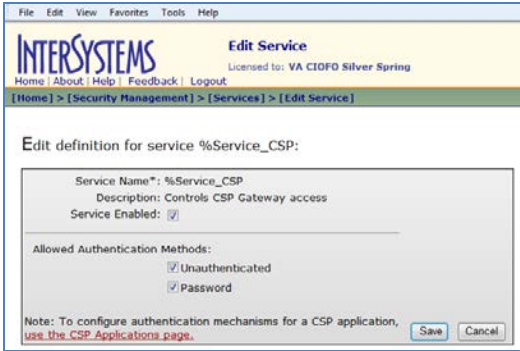 File Edit View Favorites Tools Help
INTERSYSTEMS
Edit Service
Licensed to: VA CIOFO Silver Spring
Home | About | Help | Feedback | Logout
[Home] > [Security Management] > [Services] > [Edit Service]
Edit definition for service %Service_CSP:
Service Name*: %Service_CSP
Description: Controls CSP Gateway access
Service Enabled:
Allowed Authentication Methods:
Unauthenticated
Password
Note: To configure authentication mechanisms for a CSP application,
use the CSP Applications page.
Save Cancel